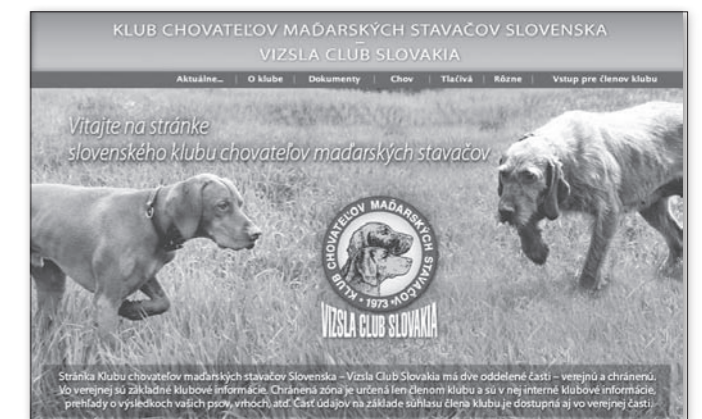 KLUB CHOVATEĽOV MAĎARSKÝCH STAVAČOV SLOVENSKA
–
VIZSLA CLUB SLOVAKIA
Aktuálne... | O klube | Dokumenty | Chov | Tlačivá | Rôzne | Vstup pre členov klubu
Vitajte na stránke
slovenského klubu chovateľov maďarských stavačov
KLUB CHOVATEĽOV MAĎARSKÝCH STAVAČOV
• 1973 •
VIZSLA CLUB SLOVAKIA
Stránka Klubu chovateľov maďarských stavačov Slovenska – Vizsla Club Slovakia má dve oddelené časti – verejnú a chránenú.
Vo verejnej sú základné klubové informácie. Chránená zóna je určená len členom klubu a sú v nej interné klubové informácie,
prehľady o výsledkoch vašich psov, vrhoch, atď. Časť údajov na základe súhlasu člena klubu je dostupná aj vo verejnej časti.